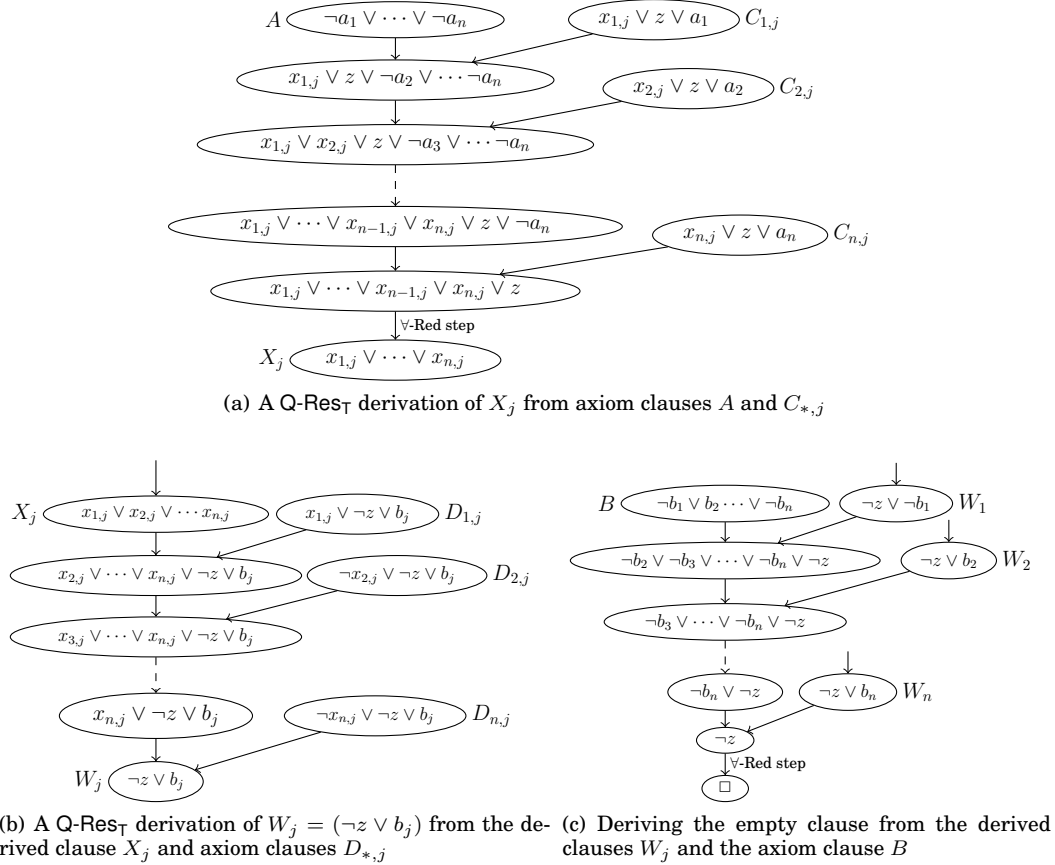 A ¬a₁ ∨ ⋯ ∨ ¬aₙ x₁,ⱼ ∨ z ∨ a₁ C₁,ⱼ
x₁,ⱼ ∨ z ∨ ¬a₂ ∨ ⋯ ¬aₙ x₂,ⱼ ∨ z ∨ a₂ C₂,ⱼ
x₁,ⱼ ∨ x₂,ⱼ ∨ z ∨ ¬a₃ ∨ ⋯ ¬aₙ
x₁,ⱼ ∨ ⋯ ∨ xₙ₋₁,ⱼ ∨ xₙ,ⱼ ∨ z ∨ ¬aₙ xₙ,ⱼ ∨ z ∨ aₙ Cₙ,ⱼ
x₁,ⱼ ∨ ⋯ ∨ xₙ₋₁,ⱼ ∨ xₙ,ⱼ ∨ z
∀-Red step
Xⱼ x₁,ⱼ ∨ ⋯ ∨ xₙ,ⱼ
(a) A Q-Res_T derivation of Xⱼ from axiom clauses A and C∗,ⱼ
Xⱼ x₁,ⱼ ∨ x₂,ⱼ ∨ ⋯ xₙ,ⱼ x₁,ⱼ ∨ ¬z ∨ bⱼ D₁,ⱼ
x₂,ⱼ ∨ ⋯ ∨ xₙ,ⱼ ∨ ¬z ∨ bⱼ ¬x₂,ⱼ ∨ ¬z ∨ bⱼ D₂,ⱼ
x₃,ⱼ ∨ ⋯ ∨ xₙ,ⱼ ∨ ¬z ∨ bⱼ
xₙ,ⱼ ∨ ¬z ∨ bⱼ ¬xₙ,ⱼ ∨ ¬z ∨ bⱼ Dₙ,ⱼ
Wⱼ ¬z ∨ bⱼ
(b) A Q-Res_T derivation of Wⱼ = (¬z ∨ bⱼ) from the de-
rived clause Xⱼ and axiom clauses D∗,ⱼ
B ¬b₁ ∨ b₂ ⋯ ∨ ¬bₙ ¬z ∨ ¬b₁ W₁
¬b₂ ∨ ¬b₃ ∨ ⋯ ∨ ¬bₙ ∨ ¬z ¬z ∨ b₂ W₂
¬b₃ ∨ ⋯ ∨ ¬bₙ ∨ ¬z
¬bₙ ∨ ¬z ¬z ∨ bₙ Wₙ
¬z
∀-Red step
□
(c) Deriving the empty clause from the derived
clauses Wⱼ and the axiom clause B